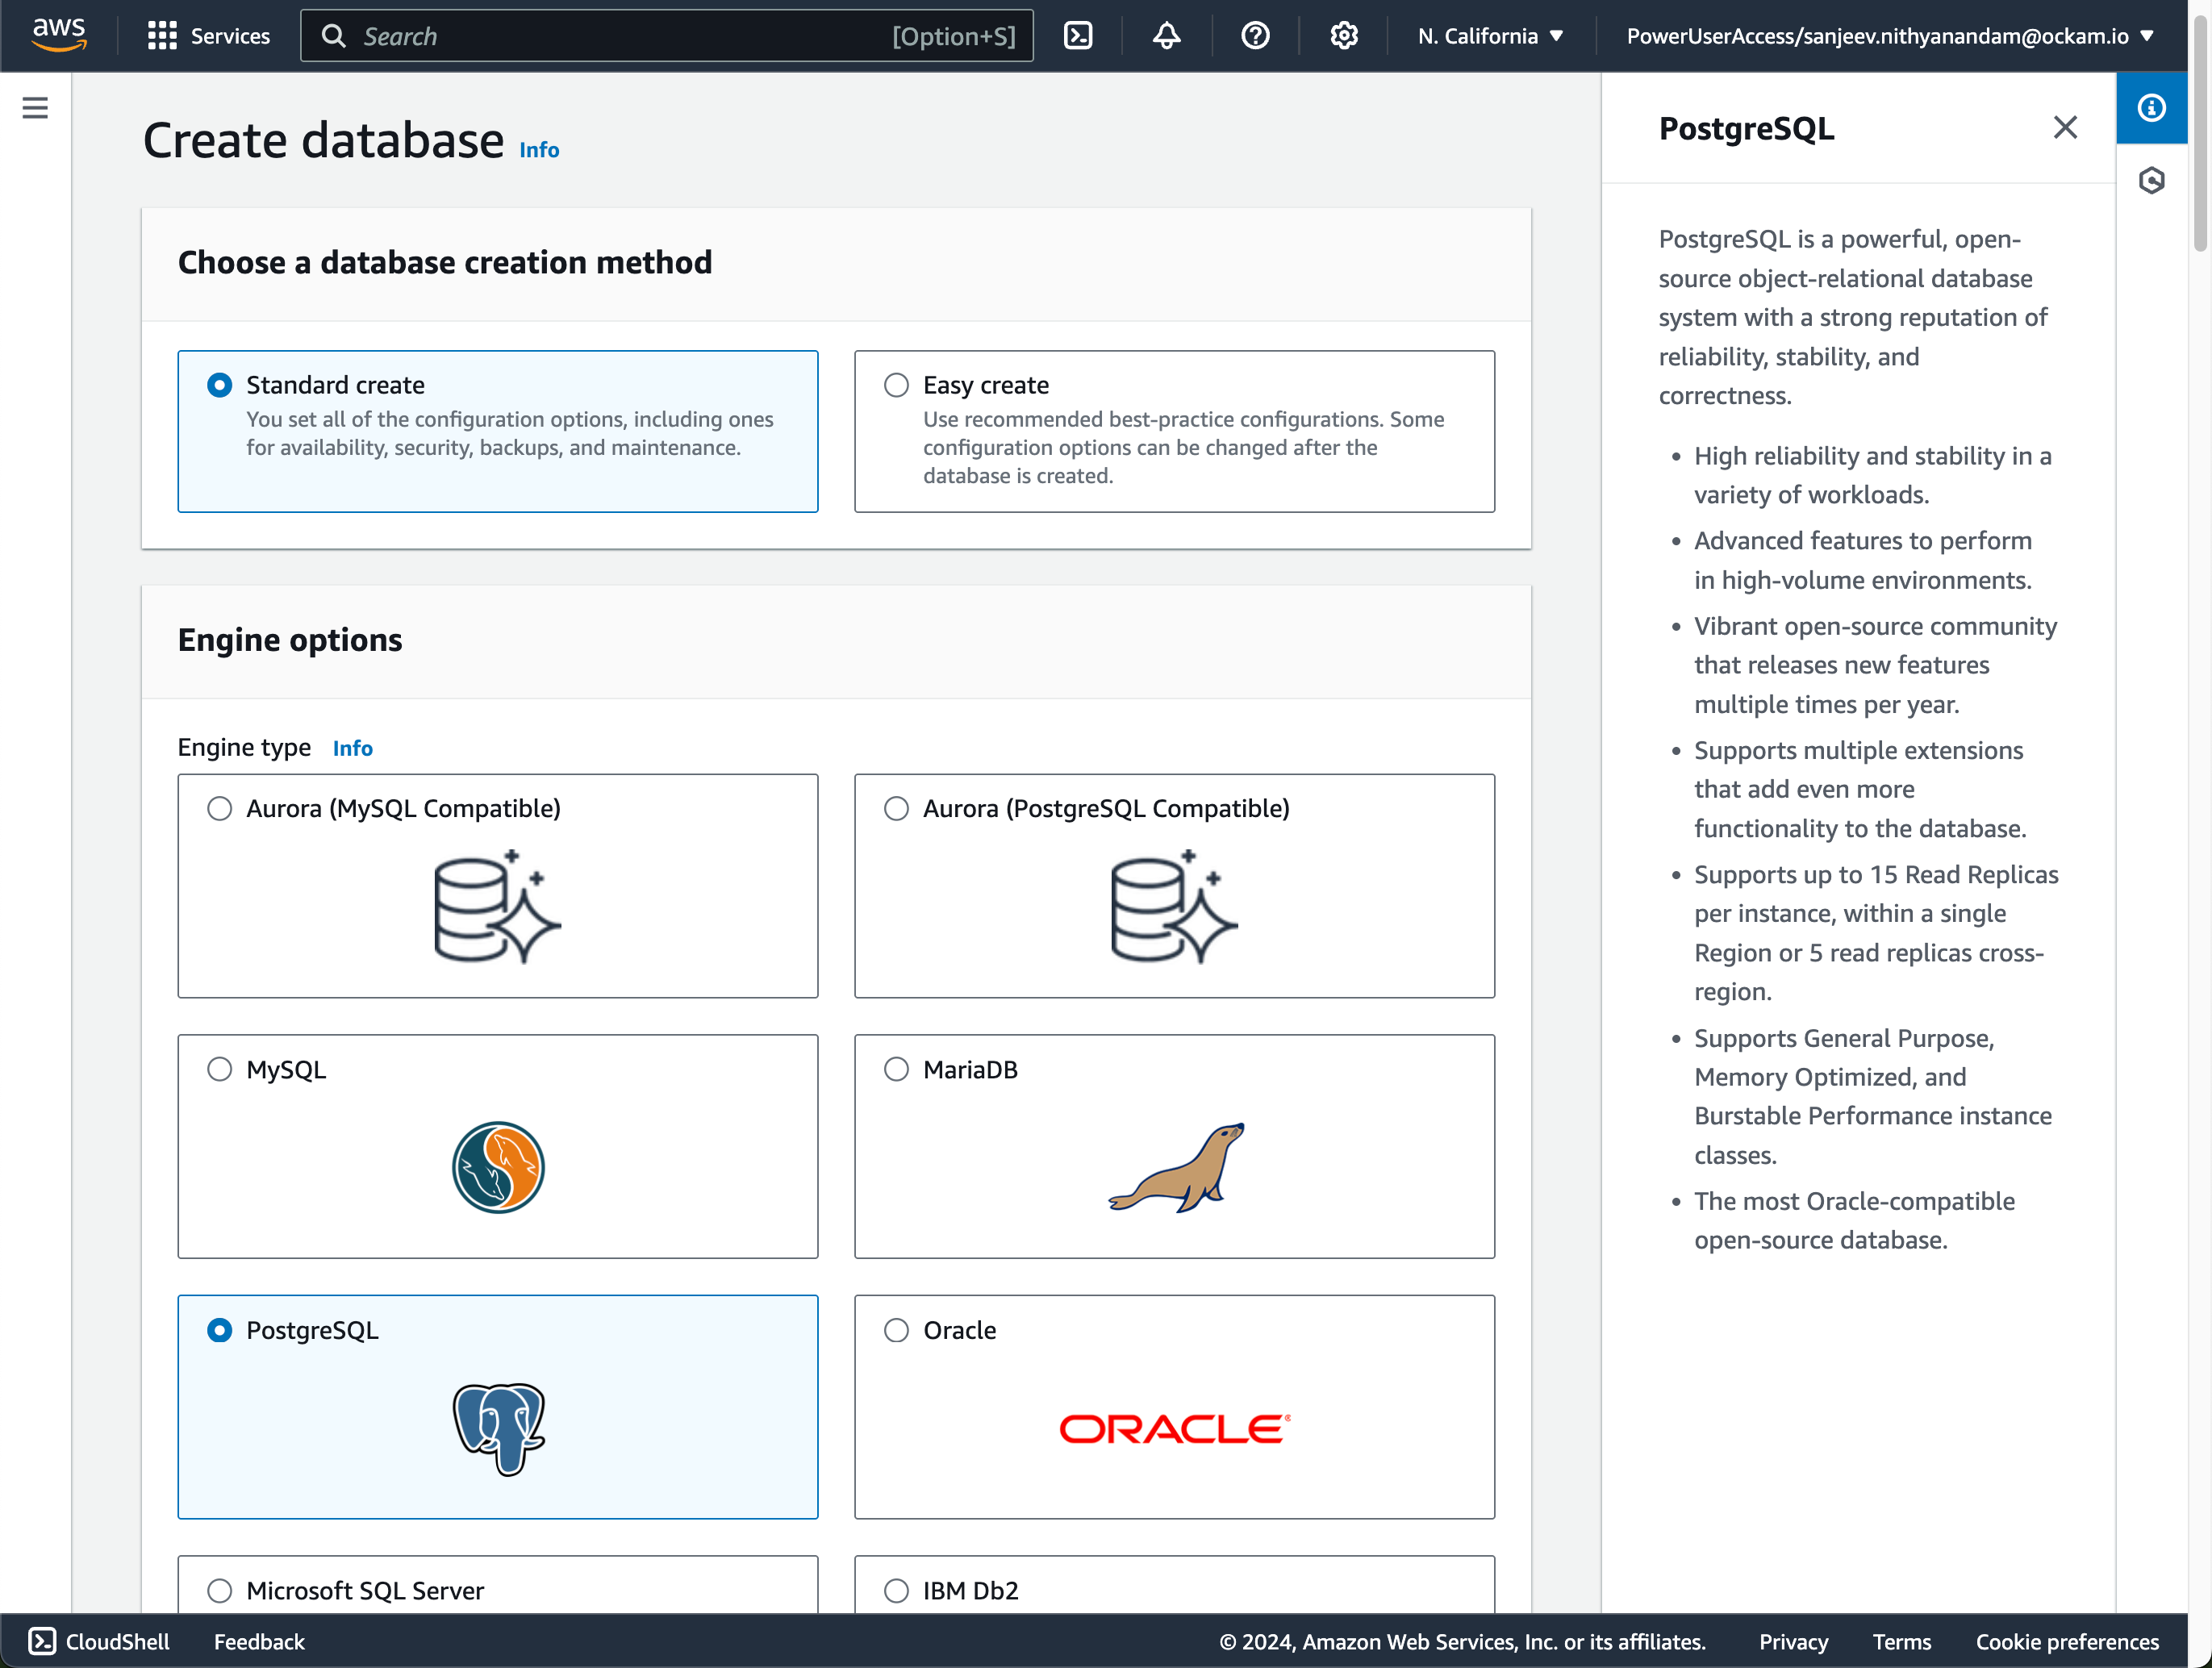 aws
Services
Search
[Option+S]
N. California
PowerUserAccess/sanjeev.nithyanandam@ockam.io
Create database Info
Choose a database creation method
Standard create
You set all of the configuration options, including ones
for availability, security, backups, and maintenance.
Easy create
Use recommended best-practice configurations. Some
configuration options can be changed after the
database is created.
Engine options
Engine type Info
Aurora (MySQL Compatible)
Aurora (PostgreSQL Compatible)
MySQL
MariaDB
PostgreSQL
Oracle
ORACLE®
Microsoft SQL Server
IBM Db2
PostgreSQL
PostgreSQL is a powerful, open-
source object-relational database
system with a strong reputation of
reliability, stability, and
correctness.
• High reliability and stability in a
variety of workloads.
• Advanced features to perform
in high-volume environments.
• Vibrant open-source community
that releases new features
multiple times per year.
• Supports multiple extensions
that add even more
functionality to the database.
• Supports up to 15 Read Replicas
per instance, within a single
Region or 5 read replicas cross-
region.
• Supports General Purpose,
Memory Optimized, and
Burstable Performance instance
classes.
• The most Oracle-compatible
open-source database.
CloudShell
Feedback
© 2024, Amazon Web Services, Inc. or its affiliates.
Privacy
Terms
Cookie preferences